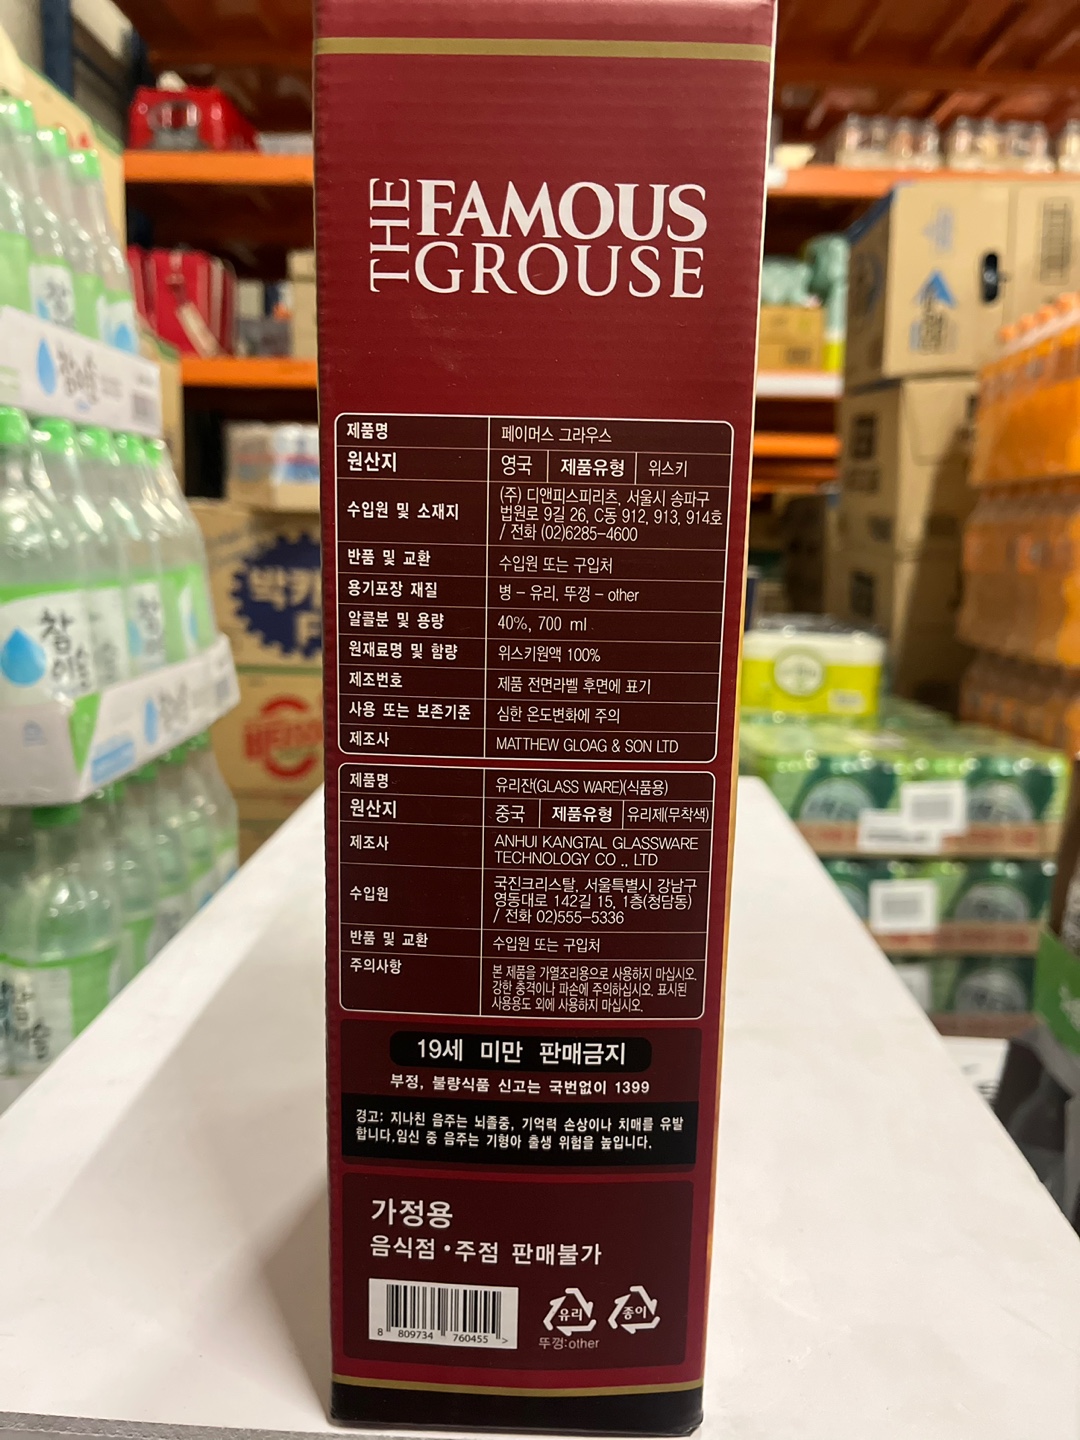 THE FAMOUS
GROUSE
제품명 페이머스 그라우스
원산지 영국 제품유형 위스키
수입원 및 소재지 (주) 디앤피스피리츠, 서울시 송파구
법원로 9길 26, C동 912, 913, 914호
/ 전화 (02)6285-4600
반품 및 교환 수입원 또는 구입처
용기포장 재질 병 - 유리, 뚜껑 - other
알콜분 및 용량 40%, 700 ml
원재료명 및 함량 위스키원액 100%
제조번호 제품 전면라벨 후면에 표기
사용 또는 보존기준 심한 온도변화에 주의
제조사 MATTHEW GLOAG & SON LTD
제품명 유리잔(GLASS WARE)(식품용)
원산지 중국 제품유형 유리제(무착색)
제조사 ANHUI KANGTAL GLASSWARE
TECHNOLOGY CO ., LTD
수입원 국진크리스탈, 서울특별시 강남구
영동대로 142길 15, 1층(청담동)
/ 전화 02)555-5336
반품 및 교환 수입원 또는 구입처
주의사항 본 제품을 가열조리용으로 사용하지 마십시오.
강한 충격이나 파손에 주의하십시오. 표시된
사용용도 외에 사용하지 마십시오.
19세 미만 판매금지
부정, 불량식품 신고는 국번없이 1399
경고: 지나친 음주는 뇌졸중, 기억력 손상이나 치매를 유발
합니다.임신 중 음주는 기형아 출생 위험을 높입니다.
가정용
음식점·주점 판매불가
8 809734 760455 >
유리
종이
뚜껑:other
참이슬
참이슬
박카